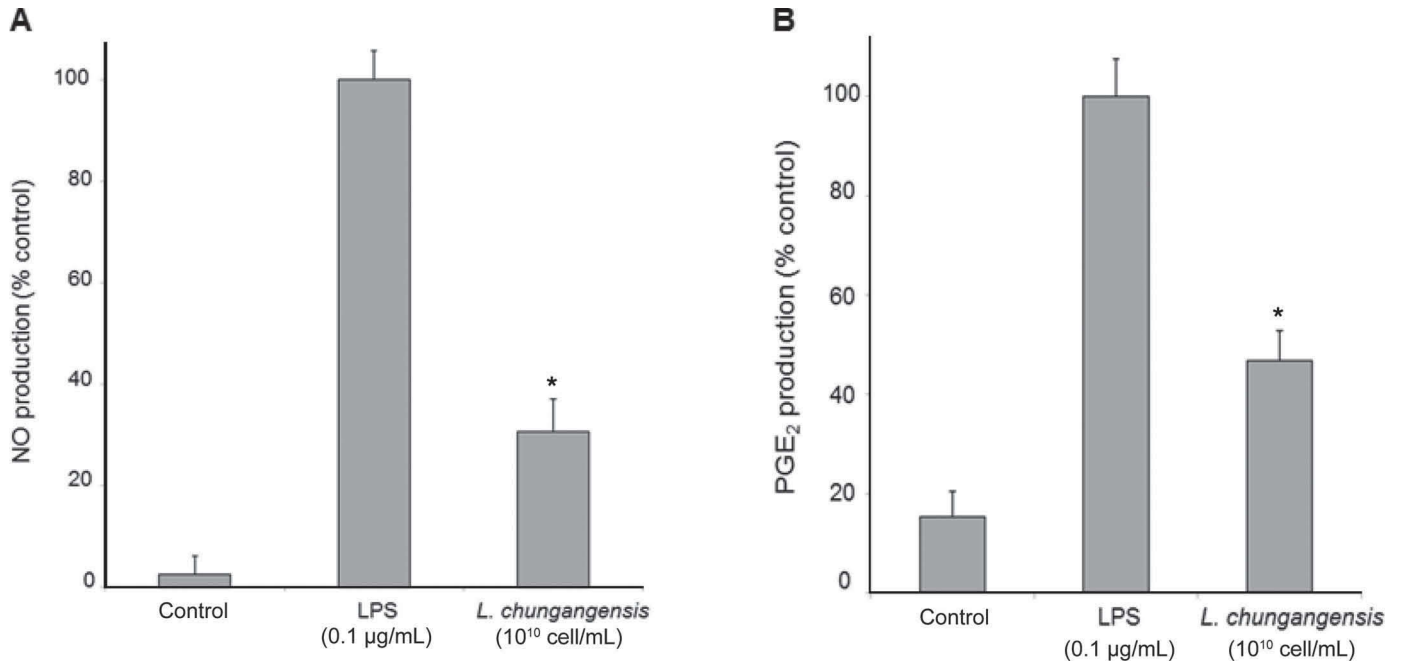 A
NO production (% control)
100
80
60
40
20
0
Control
LPS
(0.1 µg/mL)
L. chungangensis
(10¹⁰ cell/mL)
*
B
PGE₂ production (% control)
100
80
60
40
20
0
Control
LPS
(0.1 µg/mL)
L. chungangensis
(10¹⁰ cell/mL)
*